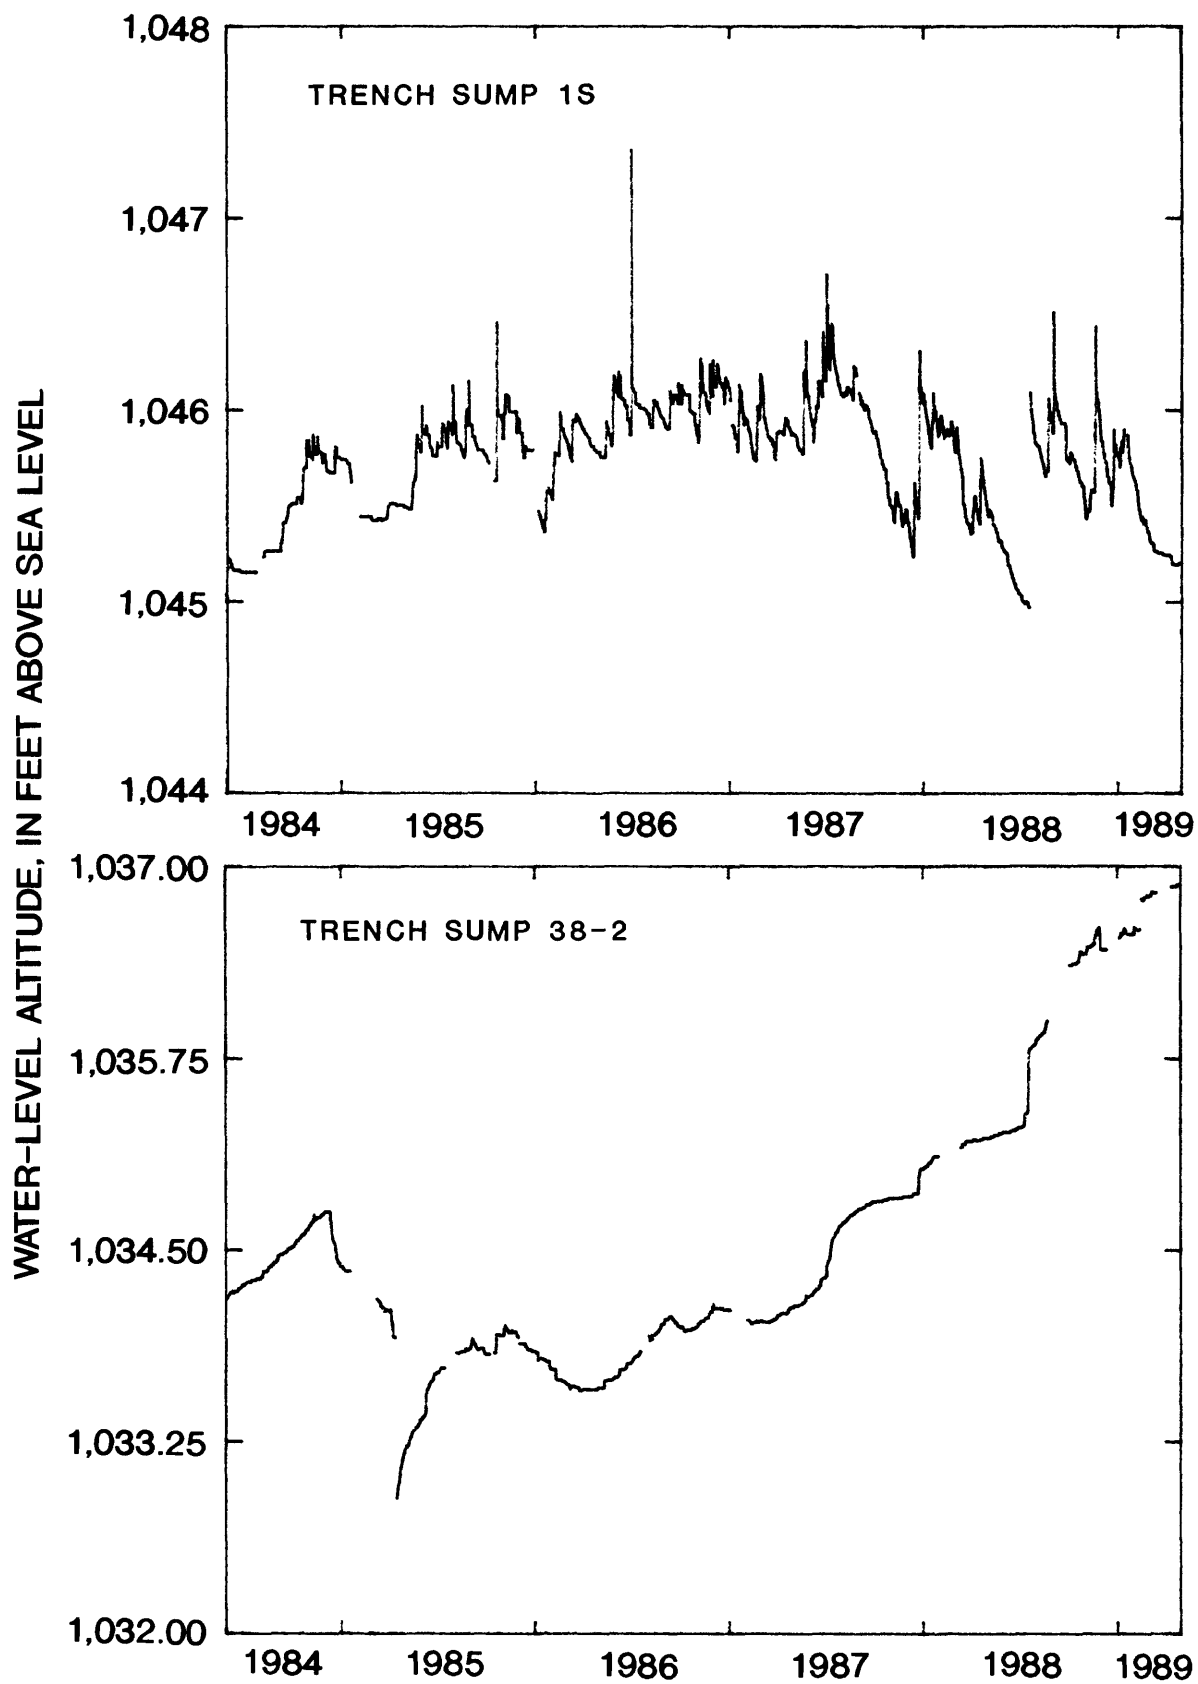 WATER-LEVEL ALTITUDE, IN FEET ABOVE SEA LEVEL
TRENCH SUMP 1S
1,048
1,047
1,046
1,045
1,044
1984 1985 1986 1987 1988 1989
TRENCH SUMP 38-2
1,037.00
1,035.75
1,034.50
1,033.25
1,032.00
1984 1985 1986 1987 1988 1989